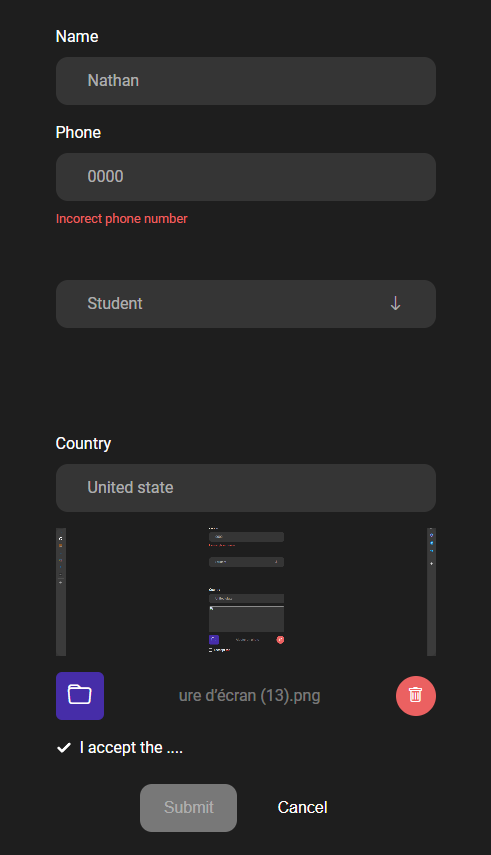 Name
Nathan
Phone
0000
Incorect phone number
Student
Country
United state
ure d'écran (13).png
I accept the ....
Submit
Cancel